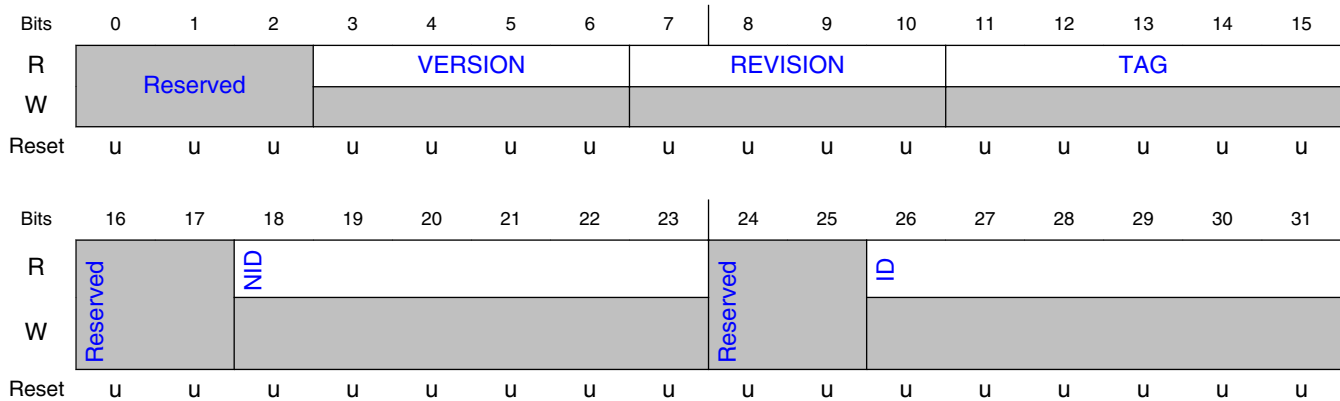 Bits 0 1 2 3 4 5 6 7 8 9 10 11 12 13 14 15
R Reserved VERSION REVISION TAG
W
Reset u u u u u u u u u u u u u u u u
Bits 16 17 18 19 20 21 22 23 24 25 26 27 28 29 30 31
R Reserved NID Reserved ID
W
Reset u u u u u u u u u u u u u u u u